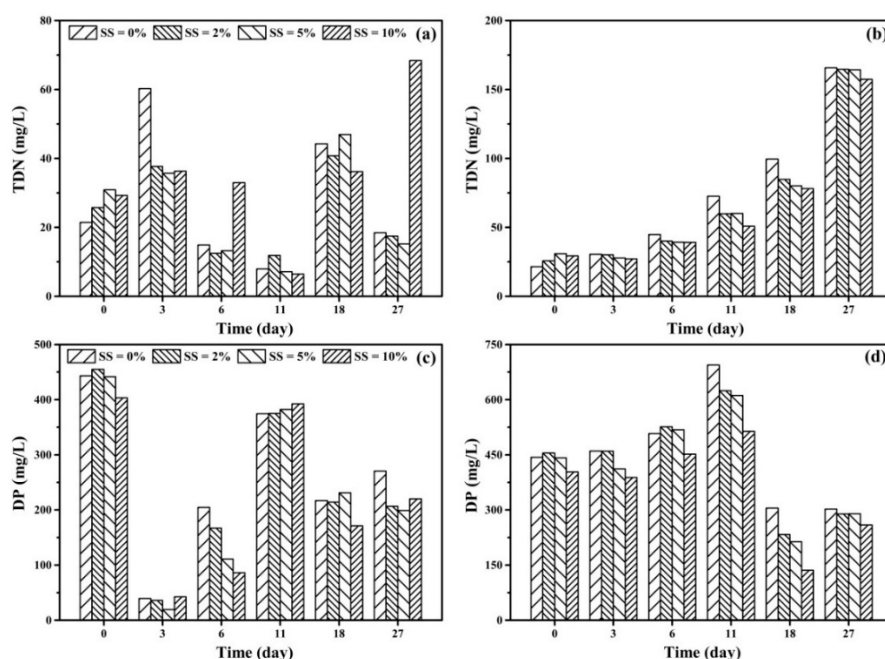 SS = 0% SS = 2% SS = 5% SS = 10% (a)
80
60
40
20
0
TDN (mg/L)
0 3 6 11 18 27
Time (day)
(b)
200
150
100
50
0
TDN (mg/L)
0 3 6 11 18 27
Time (day)
SS = 0% SS = 2% SS = 5% SS = 10% (c)
500
400
300
200
100
0
DP (mg/L)
0 3 6 11 18 27
Time (day)
(d)
750
600
450
300
150
0
DP (mg/L)
0 3 6 11 18 27
Time (day)